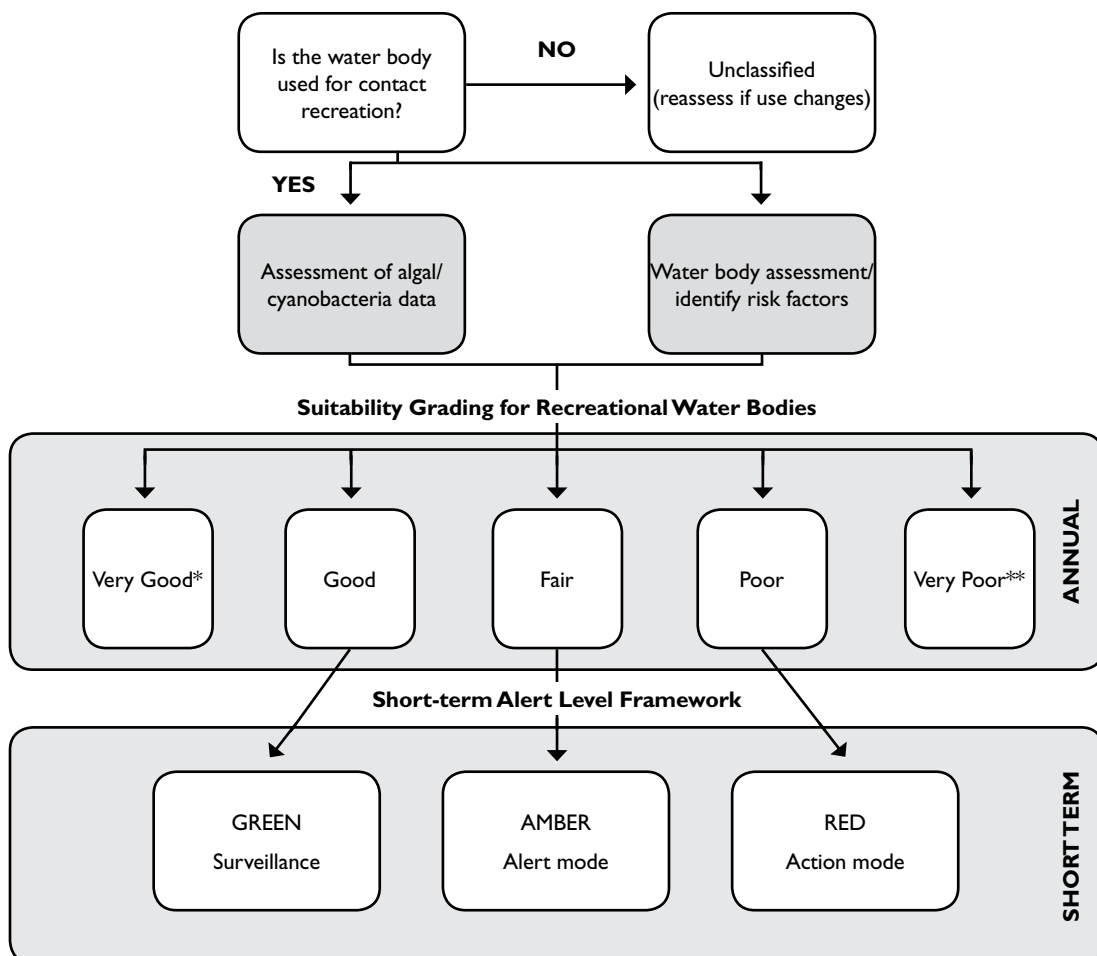 Is the water body
used for contact
recreation?
NO
Unclassified
(reassess if use changes)
YES
Assessment of algal/
cyanobacteria data
Water body assessment/
identify risk factors
Suitability Grading for Recreational Water Bodies
Very Good*
Good
Fair
Poor
Very Poor**
ANNUAL
Short-term Alert Level Framework
GREEN
Surveillance
AMBER
Alert mode
RED
Action mode
SHORT TERM